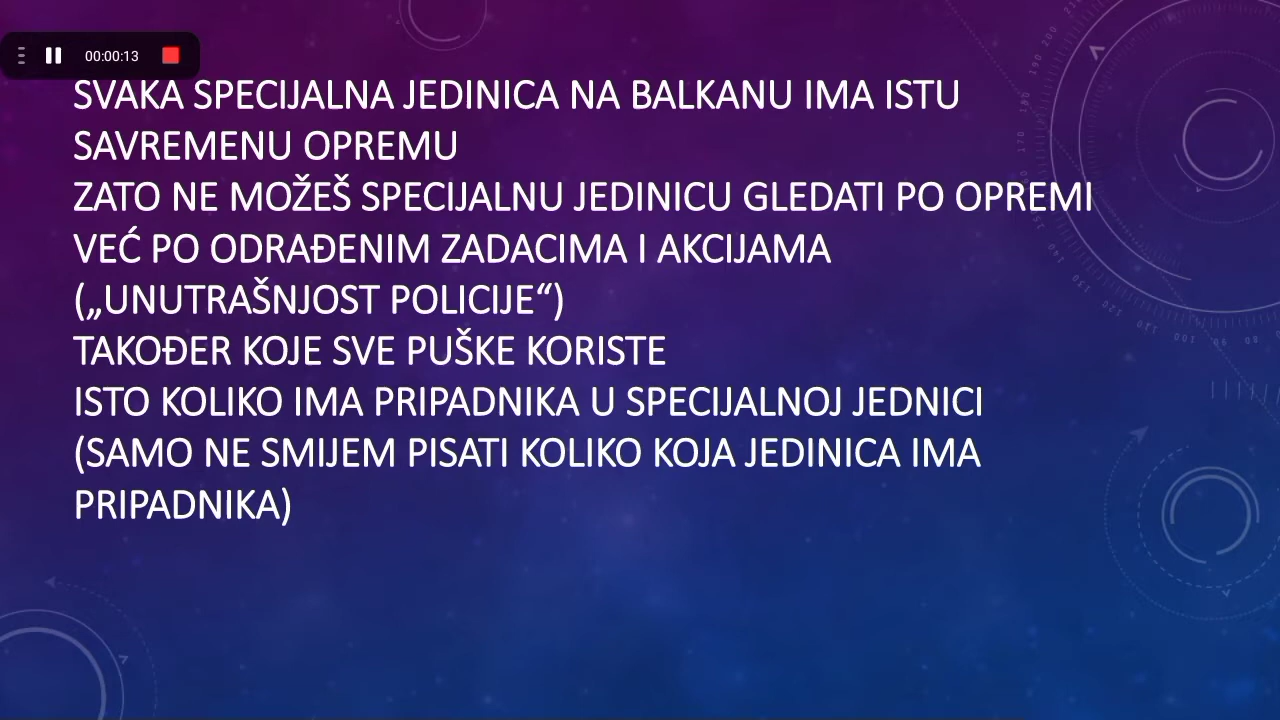 00:00:13
SVAKA SPECIJALNA JEDINICA NA BALKANU IMA ISTU
SAVREMENU OPREMU
ZATO NE MOŽEŠ SPECIJALNU JEDINICU GLEDATI PO OPREMI
VEĆ PO ODRAĐENIM ZADACIMA I AKCIJAMA
(„UNUTRAŠNJOST POLICIJE“)
TAKOĐER KOJE SVE PUŠKE KORISTE
ISTO KOLIKO IMA PRIPADNIKA U SPECIJALNOJ JEDNICI
(SAMO NE SMIJEM PISATI KOLIKO KOJA JEDINICA IMA
PRIPADNIKA)